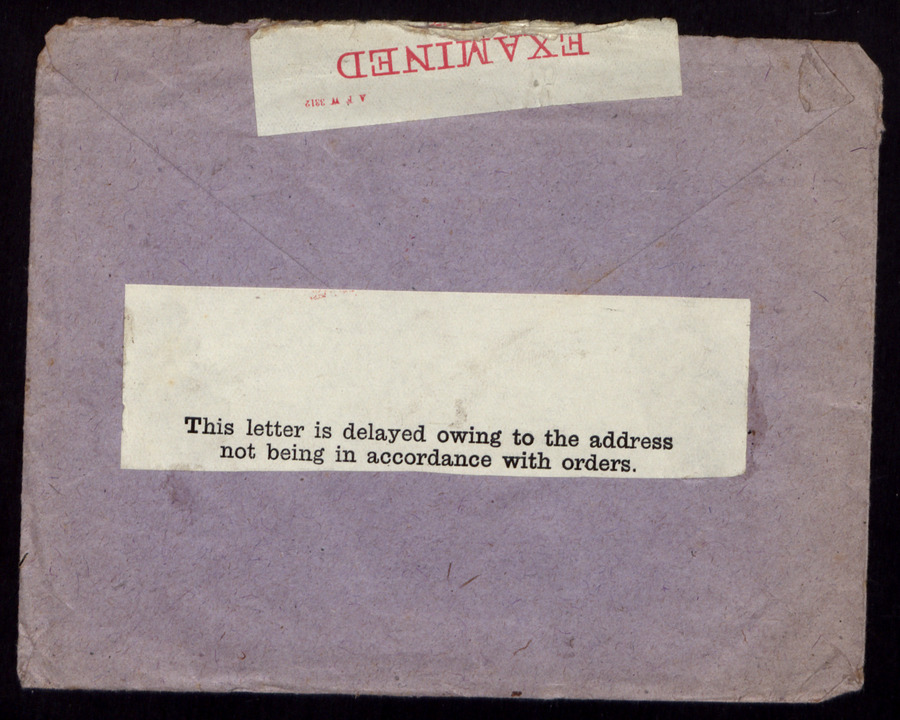 EXAMINED
A F W 3312
This letter is delayed owing to the address
not being in accordance with orders.